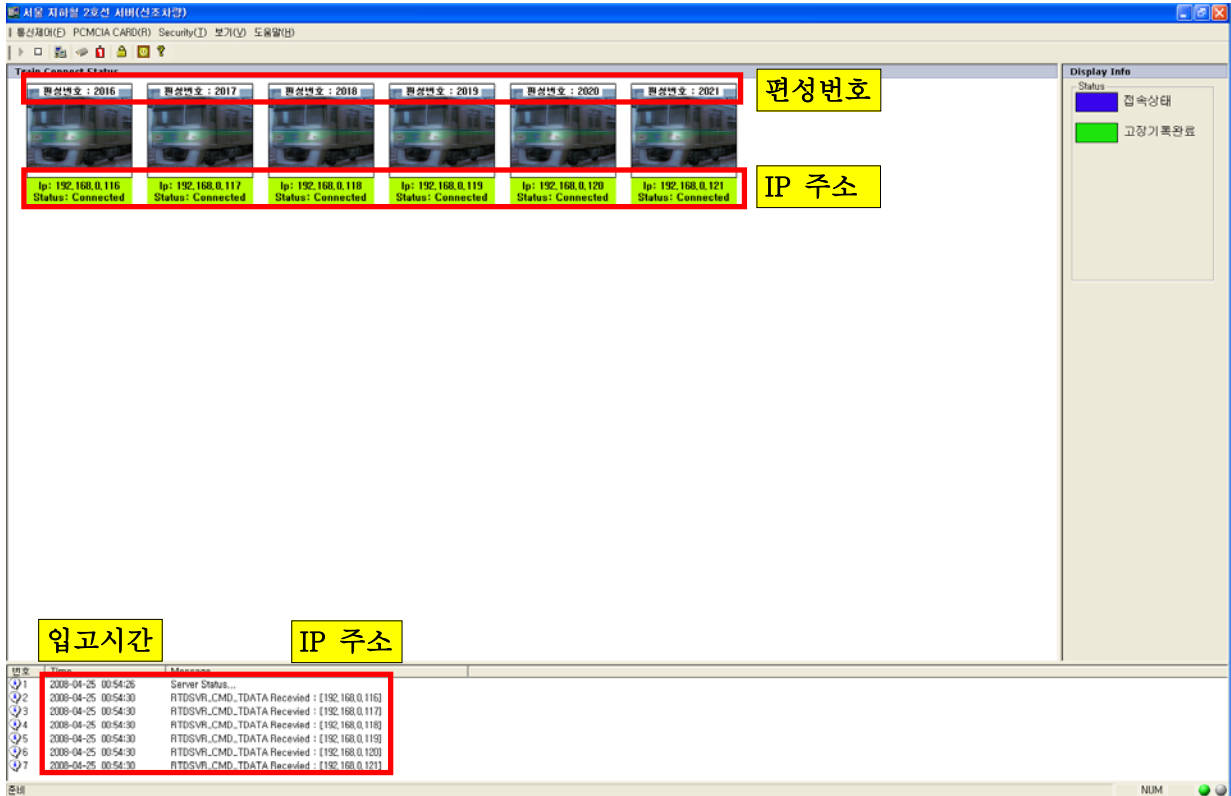 서울 지하철 2호선 서버(신조차량)
통신제어(F) PCMCIA CARD(R) Security(T) 보기(V) 도움말(H)
Train Connect Status
Display Info
편성번호 : 2016
편성번호 : 2017
편성번호 : 2018
편성번호 : 2019
편성번호 : 2020
편성번호 : 2021
편성번호
Status
접속상태
고장기록완료
Ip: 192,168,0,116
Status: Connected
Ip: 192,168,0,117
Status: Connected
Ip: 192,168,0,118
Status: Connected
Ip: 192,168,0,119
Status: Connected
Ip: 192,168,0,120
Status: Connected
Ip: 192,168,0,121
Status: Connected
IP 주소
입고시간
IP 주소
번호 Time Message
1 2008-04-25 00:54:26 Server Status...
2 2008-04-25 00:54:30 RTDSVR_CMD_TDATA Recevied : [192,168,0,116]
3 2008-04-25 00:54:30 RTDSVR_CMD_TDATA Recevied : [192,168,0,117]
4 2008-04-25 00:54:30 RTDSVR_CMD_TDATA Recevied : [192,168,0,118]
5 2008-04-25 00:54:30 RTDSVR_CMD_TDATA Recevied : [192,168,0,119]
6 2008-04-25 00:54:30 RTDSVR_CMD_TDATA Recevied : [192,168,0,120]
7 2008-04-25 00:54:30 RTDSVR_CMD_TDATA Recevied : [192,168,0,121]
준비
NUM